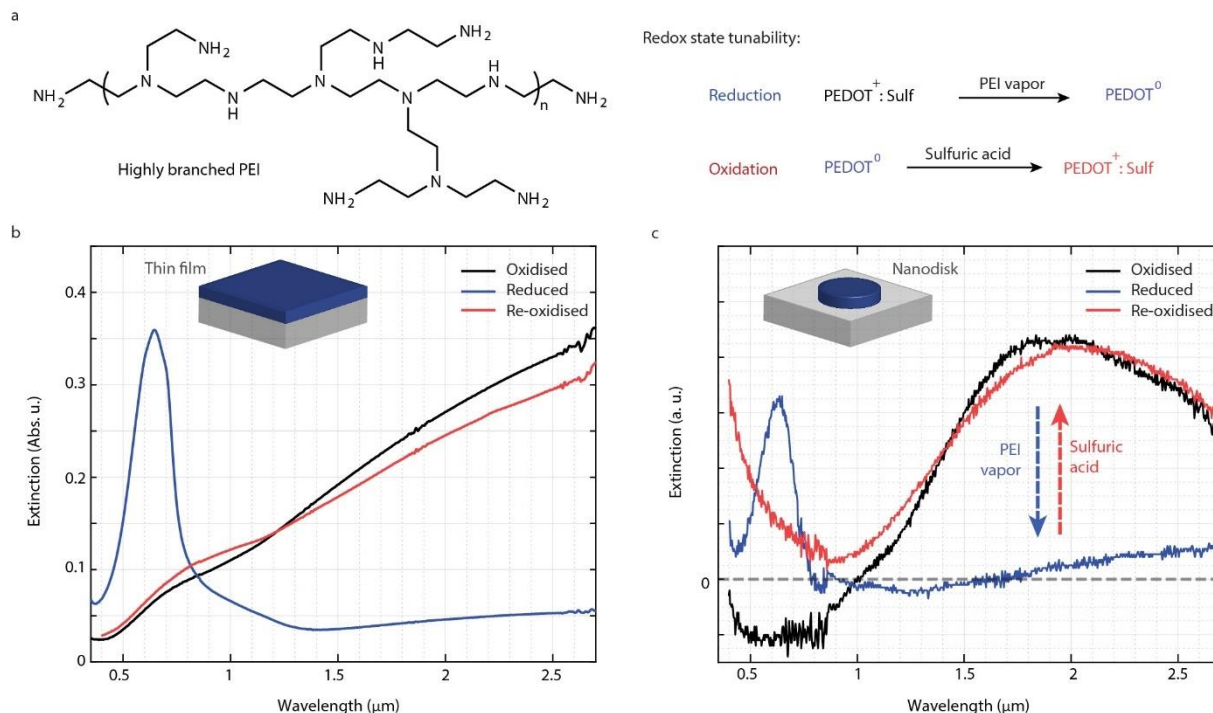 a
NH₂
NH₂
N
H
NH₂
N
N
H
N
N
H
N
n
NH₂
Highly branched PEI
NH₂
N
NH₂
Redox state tunability:
Reduction PEDOT⁺: Sulf PEI vapor PEDOT⁰
Oxidation PEDOT⁰ Sulfuric acid PEDOT⁺: Sulf
b
Thin film
Oxidised
Reduced
Re-oxidised
Extinction (Abs. u.)
0.4
0.3
0.2
0.1
0
0.5 1 1.5 2 2.5
Wavelength (μm)
c
Nanodisk
Oxidised
Reduced
Re-oxidised
Extinction (a. u.)
PEI
vapor
Sulfuric
acid
0
0.5 1 1.5 2 2.5
Wavelength (μm)